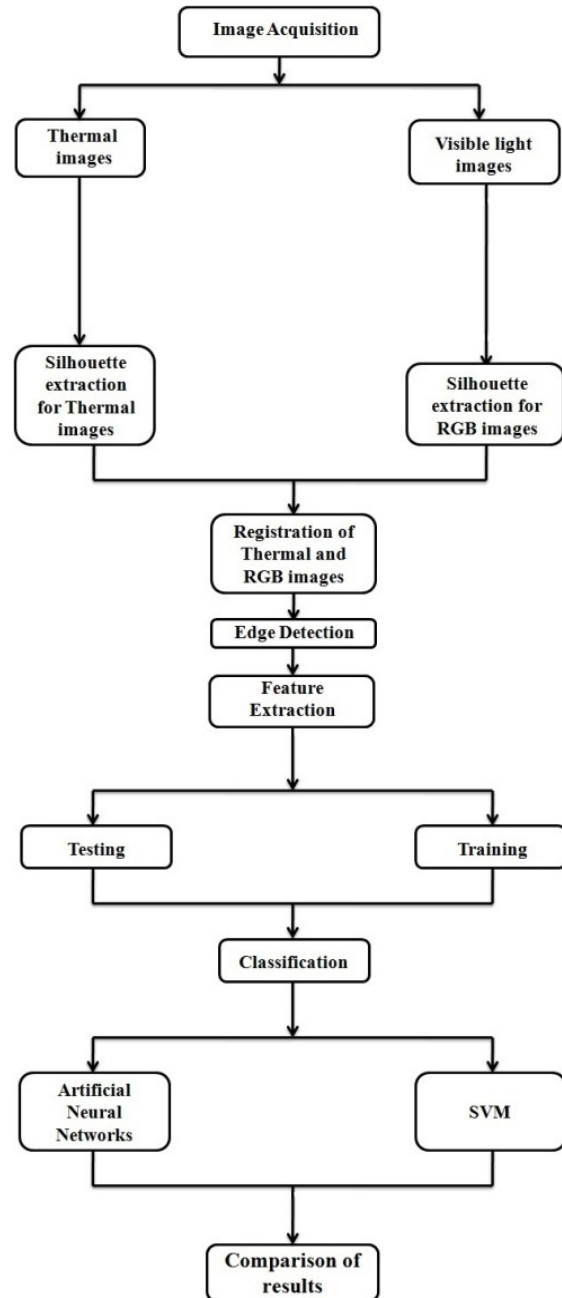 Image Acquisition
Thermal
images
Visible light
images
Silhouette
extraction
for Thermal
images
Silhouette
extraction for
RGB images
Registration of
Thermal and
RGB images
Edge Detection
Feature
Extraction
Testing
Training
Classification
Artificial
Neural
Networks
SVM
Comparison of
results